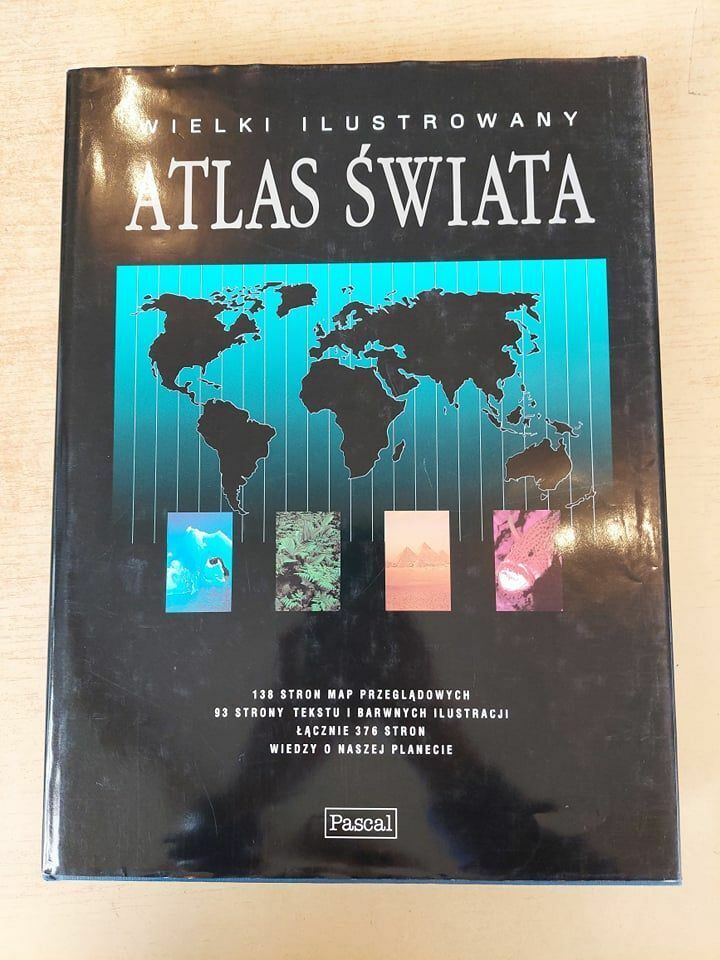 WIELKI ILUSTROWANY
ATLAS ŚWIATA
138 STRON MAP PRZEGLĄDOWYCH
93 STRONY TEKSTU I BARWNYCH ILUSTRACJI
ŁĄCZNIE 376 STRON
WIEDZY O NASZEJ PLANECIE
Pascal